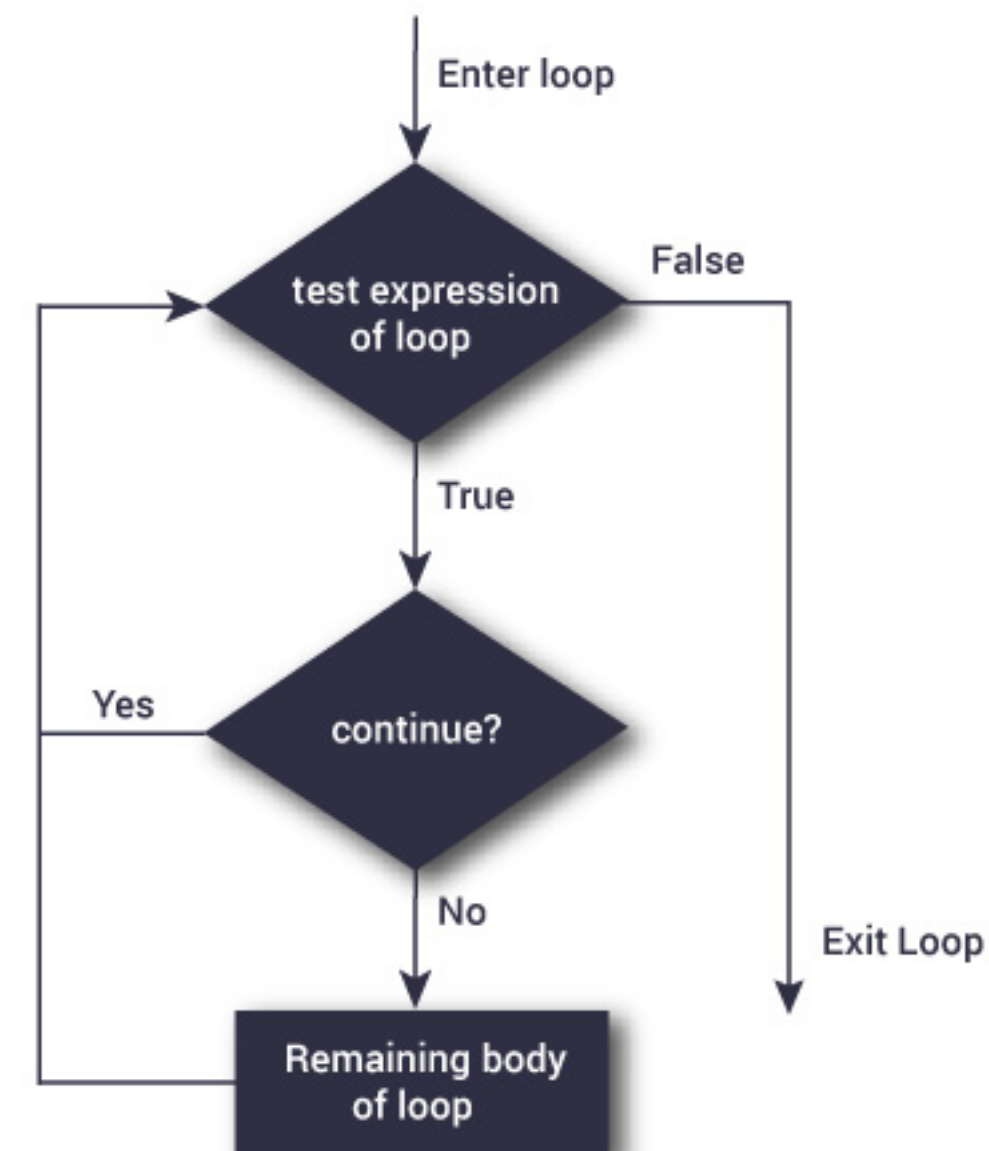 Enter loop
False
test expression
of loop
True
Yes
continue?
No
Exit Loop
Remaining body
of loop